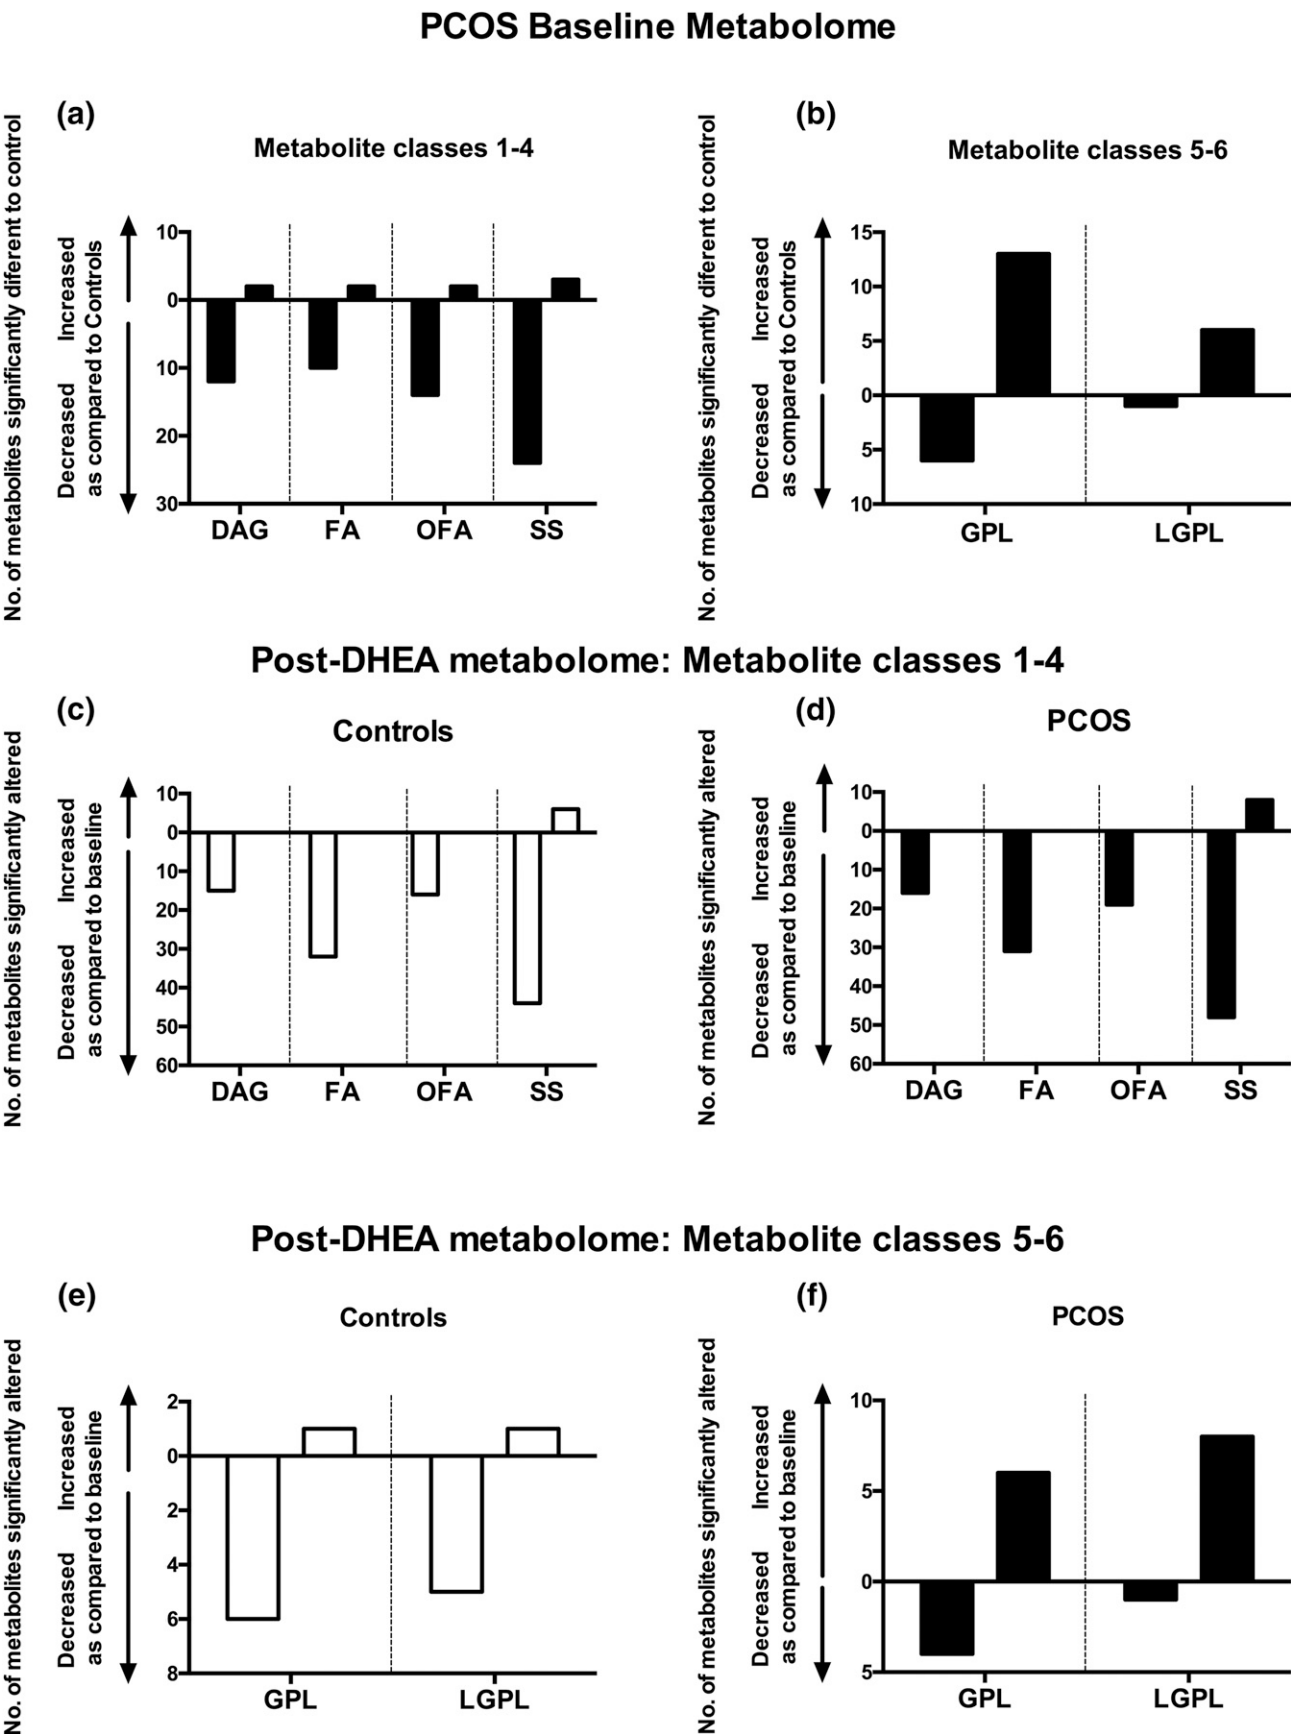 PCOS Baseline Metabolome
(a)
Metabolite classes 1-4
No. of metabolites significantly diferent to control
Decreased Increased
as compared to Controls
10
0
10
20
30
DAG FA OFA SS
(b)
Metabolite classes 5-6
No. of metabolites significantly diferent to control
Decreased Increased
as compared to Controls
15
10
5
0
5
10
GPL LGPL
Post-DHEA metabolome: Metabolite classes 1-4
(c)
Controls
No. of metabolites significantly altered
Decreased Increased
as compared to baseline
10
0
10
20
30
40
50
60
DAG FA OFA SS
(d)
PCOS
No. of metabolites significantly altered
Decreased Increased
as compared to baseline
10
0
10
20
30
40
50
60
DAG FA OFA SS
Post-DHEA metabolome: Metabolite classes 5-6
(e)
Controls
No. of metabolites significantly altered
Decreased Increased
as compared to baseline
2
0
2
4
6
8
GPL LGPL
(f)
PCOS
No. of metabolites significantly altered
Decreased Increased
as compared to baseline
10
5
0
5
GPL LGPL